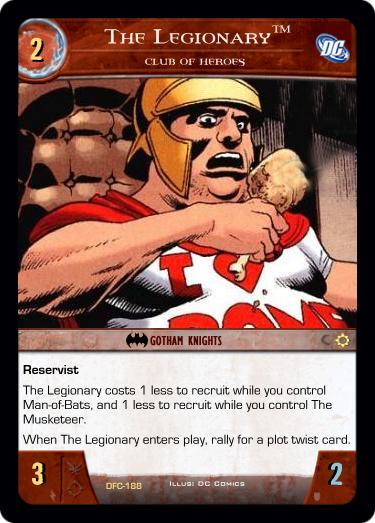 2
The Legionary™
Club of Heroes
DC
I
ROME
Gotham Knights
Reservist
The Legionary costs 1 less to recruit while you control
Man-of-Bats, and 1 less to recruit while you control The
Musketeer.
When The Legionary enters play, rally for a plot twist card.
3
DFC-188
Illus: DC Comics
2